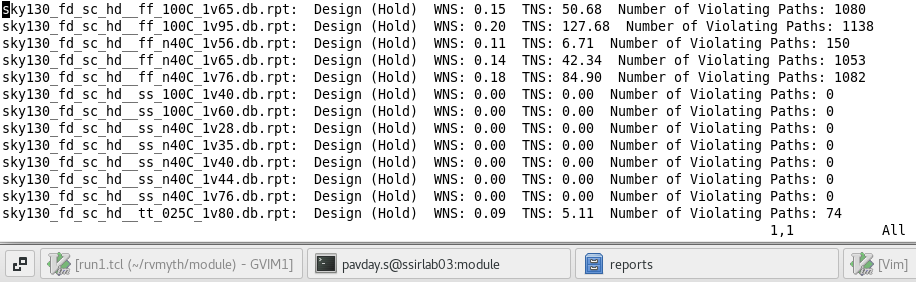 sky130_fd_sc_hd__ff_100C_1v65.db.rpt:  Design (Hold)  WNS: 0.15  TNS: 50.68  Number of Violating Paths: 1080
sky130_fd_sc_hd__ff_100C_1v95.db.rpt:  Design (Hold)  WNS: 0.20  TNS: 127.68  Number of Violating Paths: 1138
sky130_fd_sc_hd__ff_n40C_1v56.db.rpt:  Design (Hold)  WNS: 0.11  TNS: 6.71  Number of Violating Paths: 150
sky130_fd_sc_hd__ff_n40C_1v65.db.rpt:  Design (Hold)  WNS: 0.14  TNS: 42.34  Number of Violating Paths: 1053
sky130_fd_sc_hd__ff_n40C_1v76.db.rpt:  Design (Hold)  WNS: 0.18  TNS: 84.90  Number of Violating Paths: 1082
sky130_fd_sc_hd__ss_100C_1v40.db.rpt:  Design (Hold)  WNS: 0.00  TNS: 0.00  Number of Violating Paths: 0
sky130_fd_sc_hd__ss_100C_1v60.db.rpt:  Design (Hold)  WNS: 0.00  TNS: 0.00  Number of Violating Paths: 0
sky130_fd_sc_hd__ss_n40C_1v28.db.rpt:  Design (Hold)  WNS: 0.00  TNS: 0.00  Number of Violating Paths: 0
sky130_fd_sc_hd__ss_n40C_1v35.db.rpt:  Design (Hold)  WNS: 0.00  TNS: 0.00  Number of Violating Paths: 0
sky130_fd_sc_hd__ss_n40C_1v40.db.rpt:  Design (Hold)  WNS: 0.00  TNS: 0.00  Number of Violating Paths: 0
sky130_fd_sc_hd__ss_n40C_1v44.db.rpt:  Design (Hold)  WNS: 0.00  TNS: 0.00  Number of Violating Paths: 0
sky130_fd_sc_hd__ss_n40C_1v76.db.rpt:  Design (Hold)  WNS: 0.00  TNS: 0.00  Number of Violating Paths: 0
sky130_fd_sc_hd__tt_025C_1v80.db.rpt:  Design (Hold)  WNS: 0.09  TNS: 5.11  Number of Violating Paths: 74
1,1 All
[run1.tcl (~/rvmyth/module) - GVIM1] pavday.s@ssirlab03:module reports [Vim]